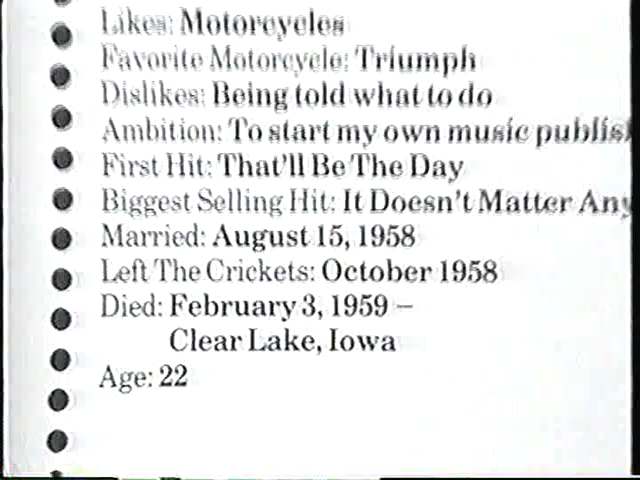 Likes: Motorcycles
Favorite Motorcycle: Triumph
Dislikes: Being told what to do
Ambition: To start my own music
First Hit: That'll Be The Day
Biggest Selling Hit: It Doesn't Matter
Married: August 15, 1958
Left The Crickets: October 1958
Died: February 3, 1959 –
Clear Lake, Iowa
Age: 22